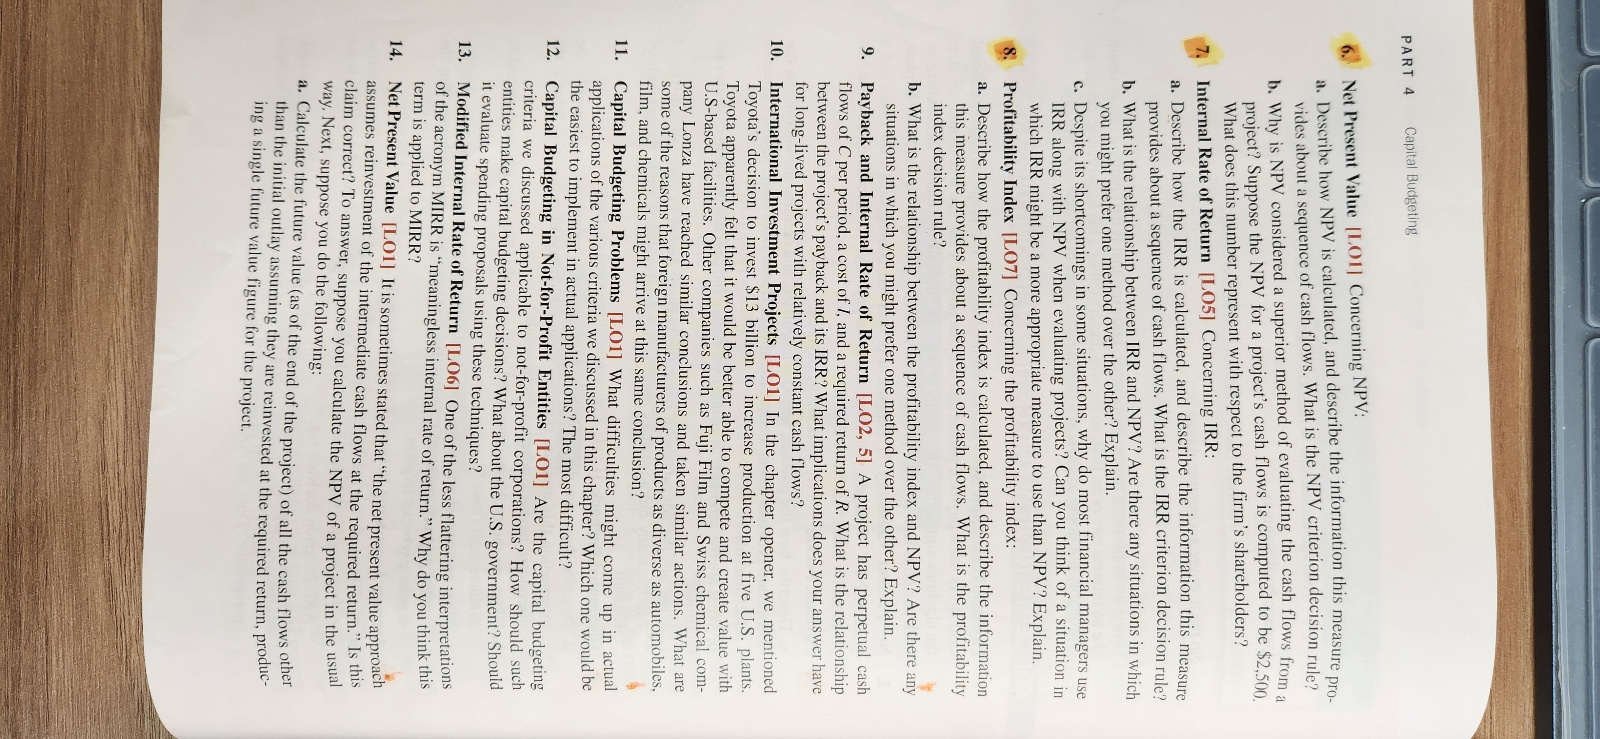 PART 4 Capital Budgeting
6. Net Present Value [LO1] Concerning NPV:
a. Describe how NPV is calculated, and describe the information this measure pro-
vides about a sequence of cash flows. What is the NPV criterion decision rule?
b. Why is NPV considered a superior method of evaluating the cash flows from a
project? Suppose the NPV for a project's cash flows is computed to be $2,500.
What does this number represent with respect to the firm's shareholders?
7. Internal Rate of Return [LO5] Concerning IRR:
a. Describe how the IRR is calculated, and describe the information this measure
provides about a sequence of cash flows. What is the IRR criterion decision rule?
b. What is the relationship between IRR and NPV? Are there any situations in which
you might prefer one method over the other? Explain.
c. Despite its shortcomings in some situations, why do most financial managers use
IRR along with NPV when evaluating projects? Can you think of a situation in
which IRR might be a more appropriate measure to use than NPV? Explain.
8. Profitability Index [LO7] Concerning the profitability index:
a. Describe how the profitability index is calculated, and describe the information
this measure provides about a sequence of cash flows. What is the profitability
index decision rule?
b. What is the relationship between the profitability index and NPV? Are there any
situations in which you might prefer one method over the other? Explain.
9. Payback and Internal Rate of Return [LO2, 5] A project has perpetual cash
flows of C per period, a cost of I, and a required return of R. What is the relationship
between the project's payback and its IRR? What implications does your answer have
for long-lived projects with relatively constant cash flows?
10. International Investment Projects [LO1] In the chapter opener, we mentioned
Toyota's decision to invest $13 billion to increase production at five U.S. plants.
Toyota apparently felt that it would be better able to compete and create value with
U.S-based facilities. Other companies such as Fuji Film and Swiss chemical com-
pany Lonza have reached similar conclusions and taken similar actions. What are
some of the reasons that foreign manufacturers of products as diverse as automobiles,
film, and chemicals might arrive at this same conclusion?
11. Capital Budgeting Problems [LO1] What difficulties might come up in actual
applications of the various criteria we discussed in this chapter? Which one would be
the easiest to implement in actual applications? The most difficult?
12. Capital Budgeting in Not-for-Profit Entities [LO1] Are the capital budgeting
criteria we discussed applicable to not-for-profit corporations? How should such
entities make capital budgeting decisions? What about the U.S. government? Should
it evaluate spending proposals using these techniques?
13. Modified Internal Rate of Return [LO6] One of the less flattering interpretations
of the acronym MIRR is "meaningless internal rate of return." Why do you think this
term is applied to MIRR?
14. Net Present Value [LO1] It is sometimes stated that "the net present value approach
assumes reinvestment of the intermediate cash flows at the required return." Is this
claim correct? To answer, suppose you calculate the NPV of a project in the usual
way. Next, suppose you do the following:
a. Calculate the future value (as of the end of the project) of all the cash flows other
than the initial outlay assuming they are reinvested at the required return, produc-
ing a single future value figure for the project.